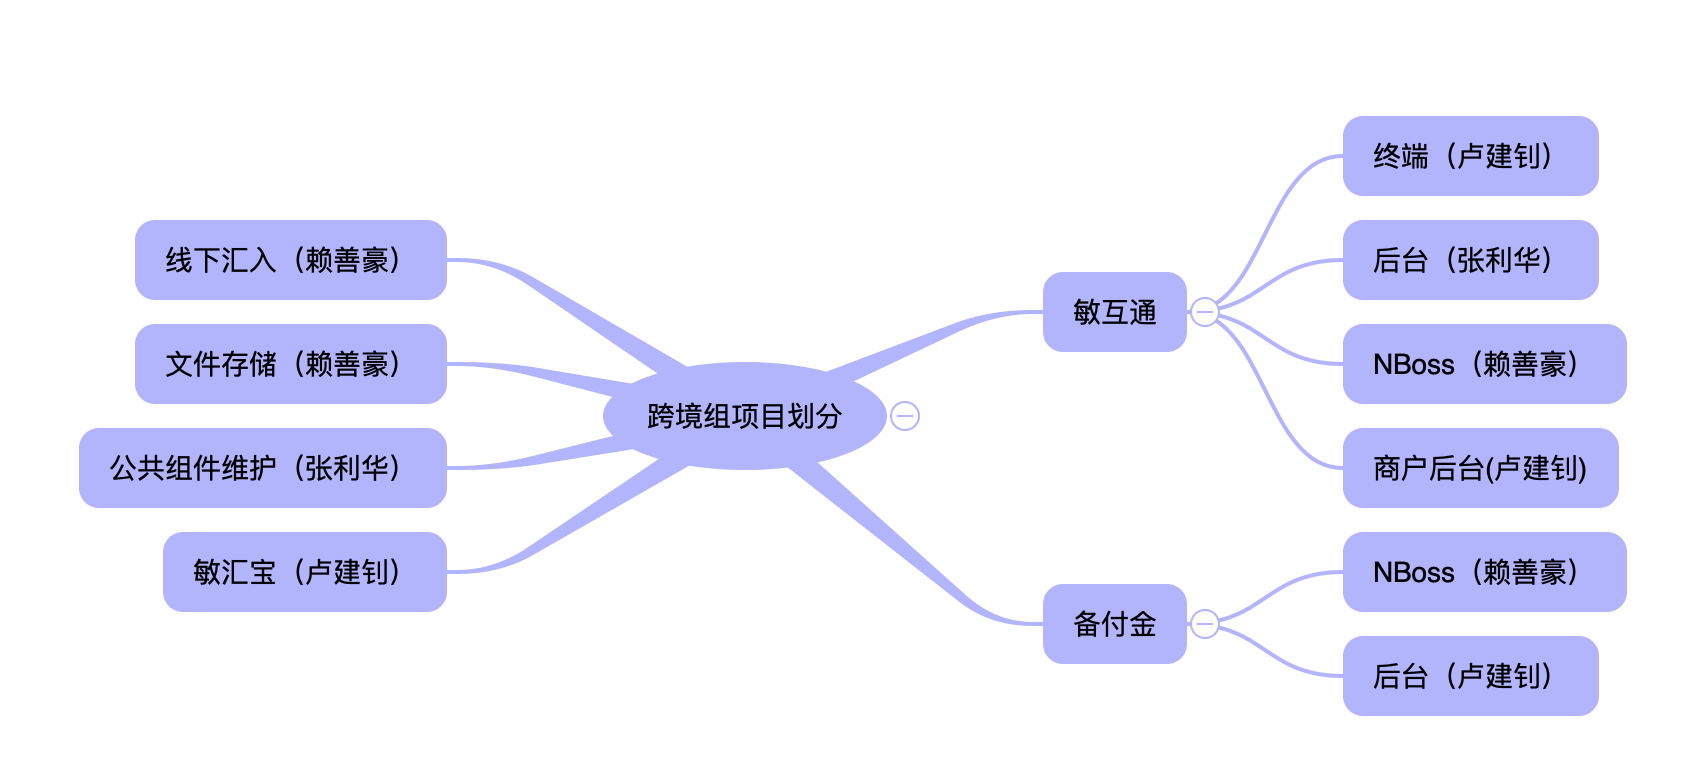 跨境组项目划分
敏互通
终端（卢建钊）
后台（张利华）
NBoss（赖善豪）
商户后台(卢建钊)
备付金
NBoss（赖善豪）
后台（卢建钊）
线下汇入（赖善豪）
文件存储（赖善豪）
公共组件维护（张利华）
敏汇宝（卢建钊）